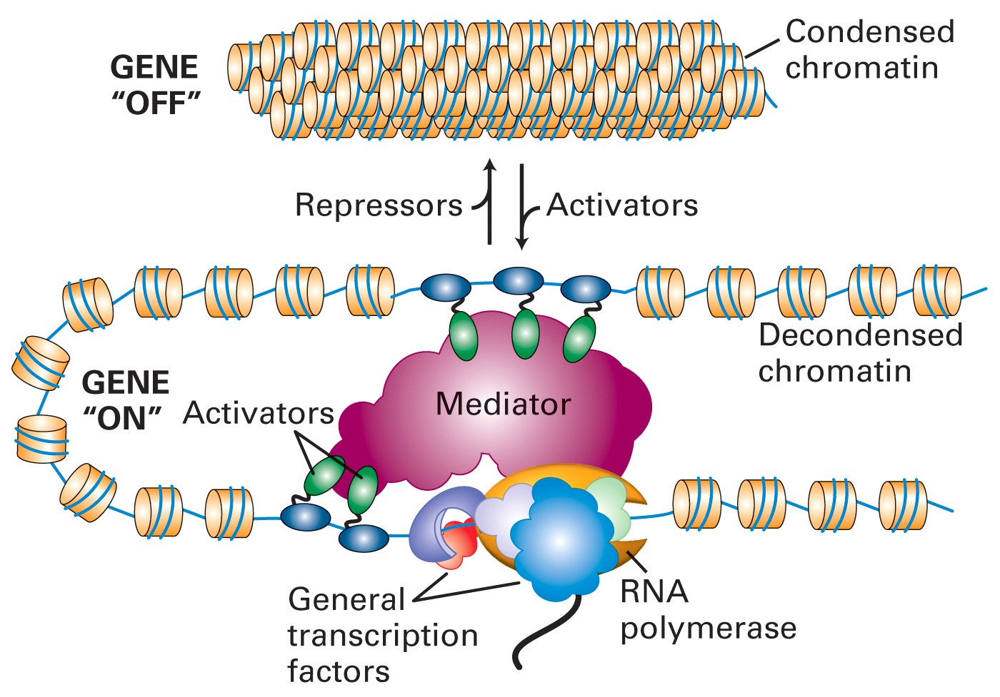 Condensed
chromatin
GENE
“OFF”
Repressors
Activators
Decondensed
chromatin
GENE
“ON”
Activators
Mediator
General
transcription
factors
RNA
polymerase